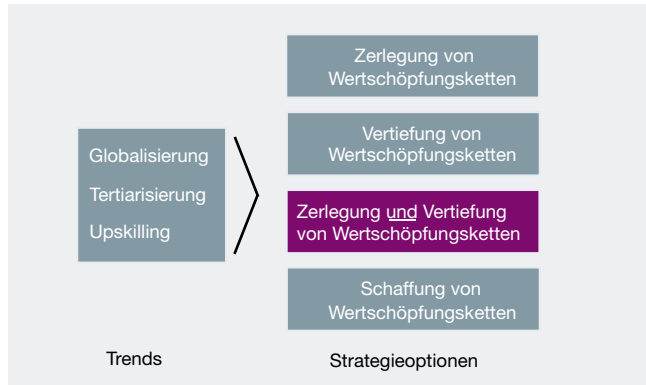 Globalisierung
Tertiarisierung
Upskilling
Zerlegung von
Wertschöpfungsketten
Vertiefung von
Wertschöpfungsketten
Zerlegung und Vertiefung
von Wertschöpfungsketten
Schaffung von
Wertschöpfungsketten
Trends
Strategieoptionen